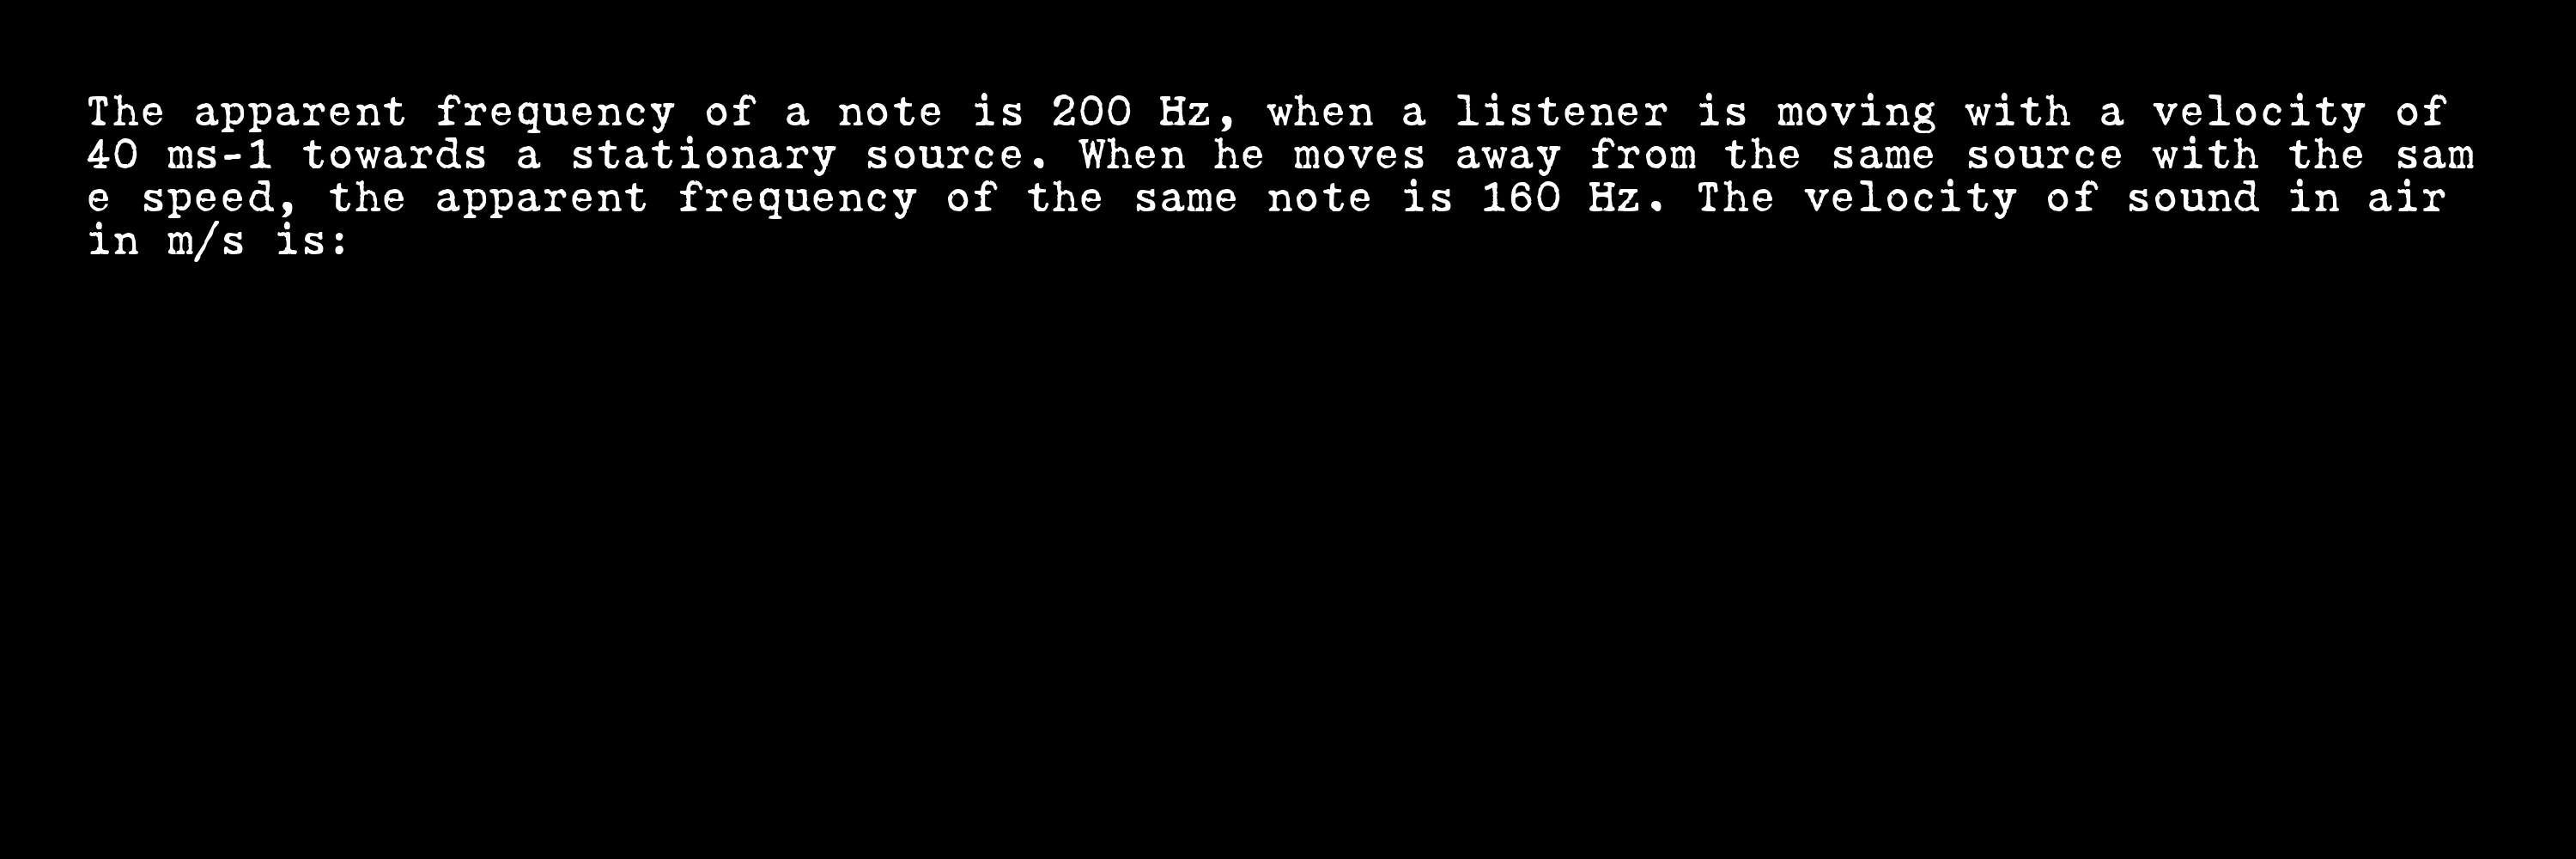 The apparent frequency of a note is 200 Hz, when a listener is moving with a velocity of
40 ms-1 towards a stationary source. When he moves away from the same source with the sam
e speed, the apparent frequency of the same note is 160 Hz. The velocity of sound in air
in m/s is: